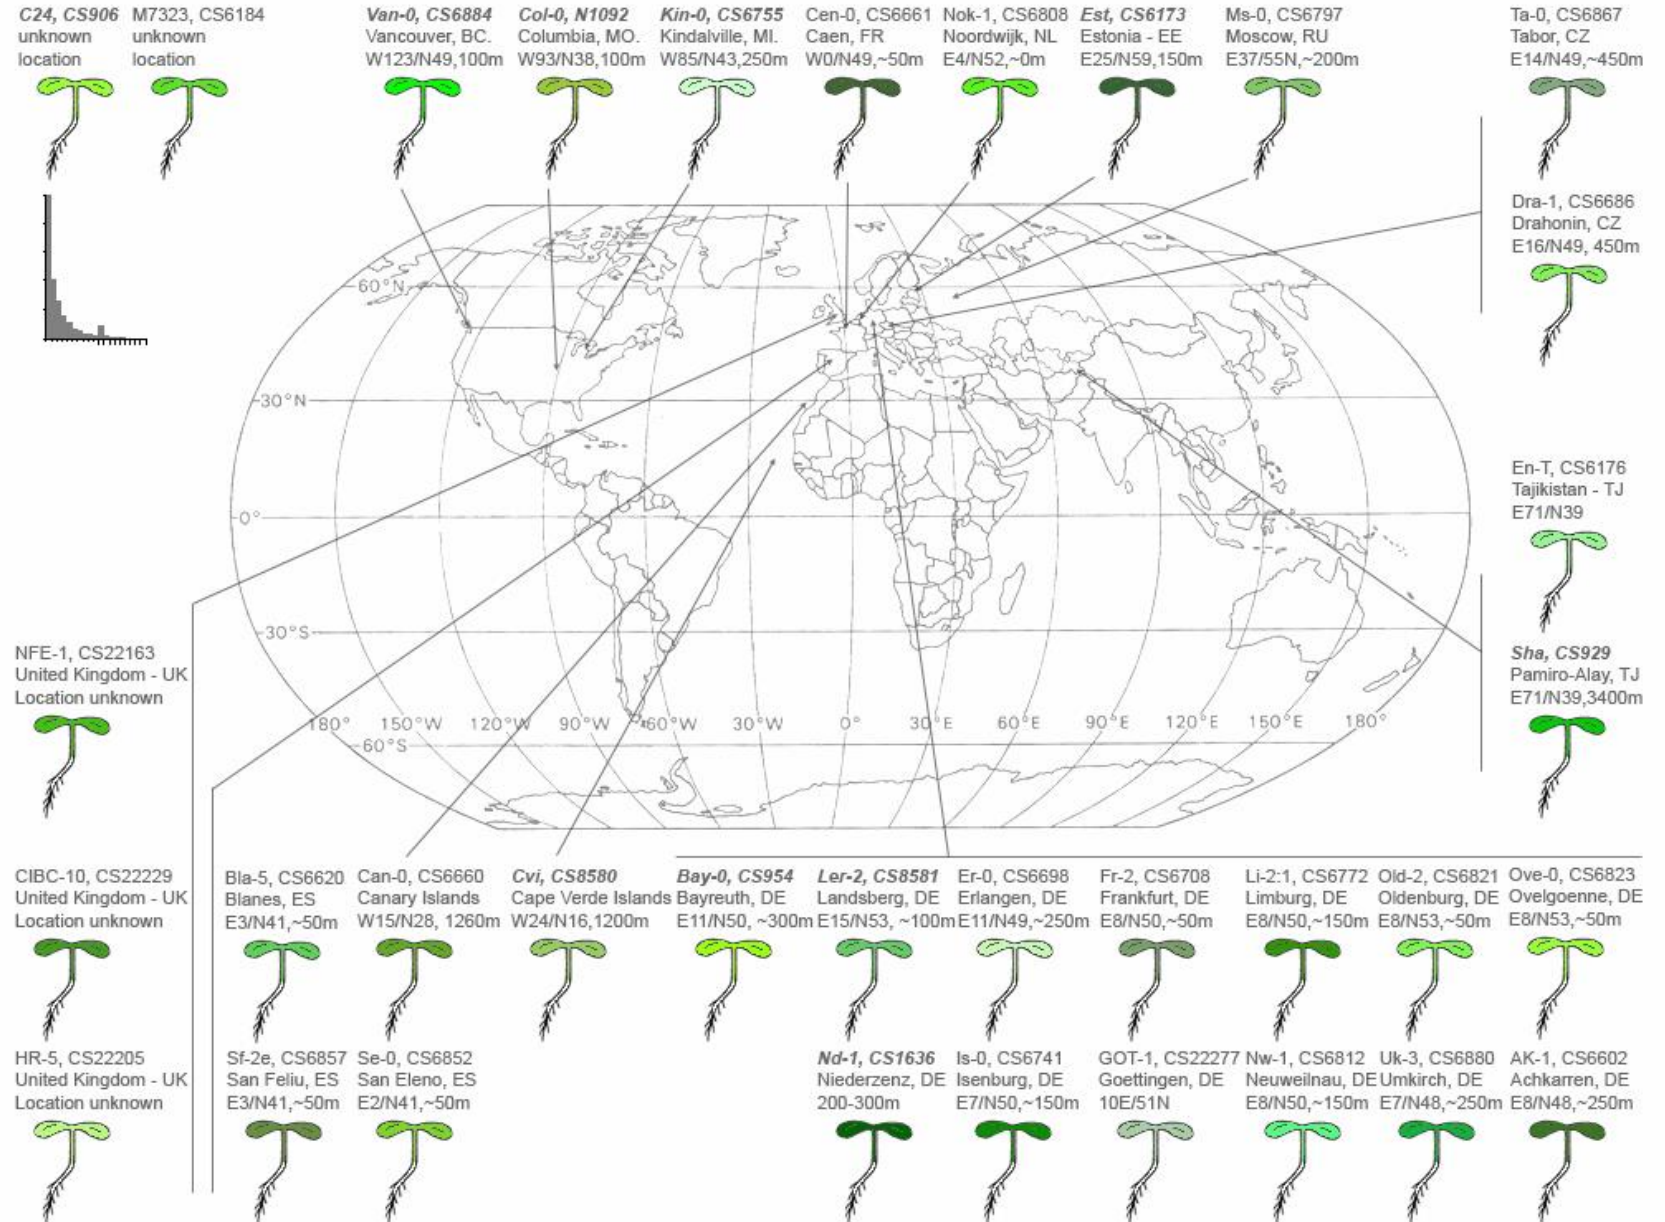 C24, CS906
unknown
location
M7323, CS6184
unknown
location
Van-0, CS6884
Vancouver, BC.
W123/N49,100m
Col-0, N1092
Columbia, MO.
W93/N38,100m
Kin-0, CS6755
Kindalville, MI.
W85/N43,250m
Cen-0, CS6661
Caen, FR
W0/N49,~50m
Nok-1, CS6808
Noordwijk, NL
E4/N52,~0m
Est, CS6173
Estonia - EE
E25/N59,150m
Ms-0, CS6797
Moscow, RU
E37/55N,~200m
Ta-0, CS6867
Tabor, CZ
E14/N49,~450m
Dra-1, CS6686
Drahonin, CZ
E16/N49, 450m
60°N
30°N
0°
30°S
60°S
180°
150°W
120°W
90°W
60°W
30°W
0°
30°E
60°E
90°E
120°E
150°E
180°
En-T, CS6176
Tajikistan - TJ
E71/N39
Sha, CS929
Pamiro-Alay, TJ
E71/N39,3400m
NFE-1, CS22163
United Kingdom - UK
Location unknown
CIBC-10, CS22229
United Kingdom - UK
Location unknown
Bla-5, CS6620
Blanes, ES
E3/N41,~50m
Can-0, CS6660
Canary Islands
W15/N28, 1260m
Cvi, CS8580
Cape Verde Islands
W24/N16,1200m
Bay-0, CS954
Bayreuth, DE
E11/N50, ~300m
Ler-2, CS8581
Landsberg, DE
E15/N53, ~100m
Er-0, CS6698
Erlangen, DE
E11/N49,~250m
Fr-2, CS6708
Frankfurt, DE
E8/N50,~50m
Li-2:1, CS6772
Limburg, DE
E8/N50,~150m
Old-2, CS6821
Oldenburg, DE
E8/N53,~50m
Ove-0, CS6823
Ovelgoenne, DE
E8/N53,~50m
HR-5, CS22205
United Kingdom - UK
Location unknown
Sf-2e, CS6857
San Feliu, ES
E3/N41,~50m
Se-0, CS6852
San Eleno, ES
E2/N41,~50m
Nd-1, CS1636
Niederzenz, DE
200-300m
Is-0, CS6741
Isenburg, DE
E7/N50,~150m
GOT-1, CS22277
Goettingen, DE
10E/51N
Nw-1, CS6812
Neuweilnau, DE
E8/N50,~150m
Uk-3, CS6880
Umkirch, DE
E7/N48,~250m
AK-1, CS6602
Achkarren, DE
E8/N48,~250m